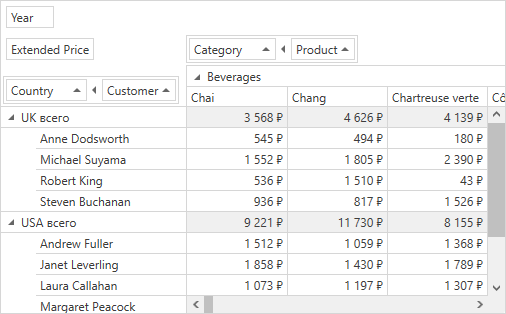 Year
Extended Price
Category Product
Country Customer
Beverages
Chai Chang Chartreuse verte Cô
UK всего 3 568 ₽ 4 626 ₽ 4 139 ₽
Anne Dodsworth 545 ₽ 494 ₽ 180 ₽
Michael Suyama 1 552 ₽ 1 805 ₽ 2 390 ₽
Robert King 536 ₽ 1 510 ₽ 43 ₽
Steven Buchanan 936 ₽ 817 ₽ 1 526 ₽
USA всего 9 221 ₽ 11 730 ₽ 8 155 ₽
Andrew Fuller 1 512 ₽ 1 059 ₽ 1 368 ₽
Janet Leverling 1 858 ₽ 1 430 ₽ 1 789 ₽
Laura Callahan 1 073 ₽ 1 197 ₽ 1 307 ₽
Margaret Peacock